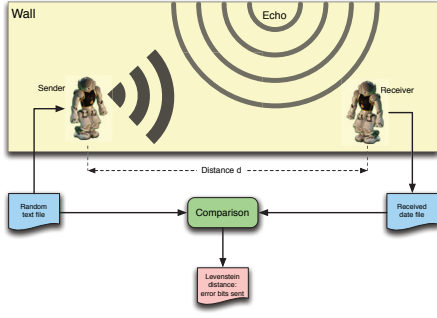 Wall
Echo
Sender
Receiver
Distance d
Random
text file
Comparison
Received
date file
Levenstein
distance:
error bits sent